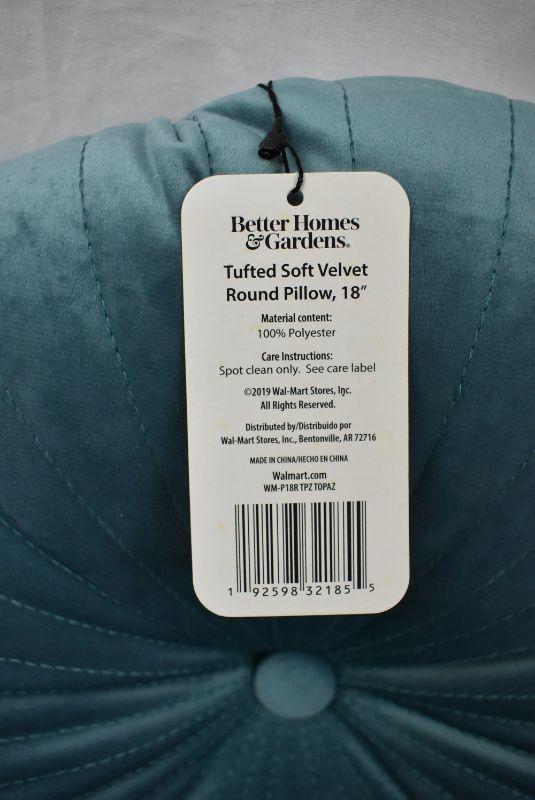 Better Homes
&Gardens®
Tufted Soft Velvet
Round Pillow, 18”
Material content:
100% Polyester
Care Instructions:
Spot clean only. See care label
©2019 Wal-Mart Stores, Inc.
All Rights Reserved.
Distributed by/Distribuido por
Wal-Mart Stores, Inc., Bentonville, AR 72716
MADE IN CHINA/HECHO EN CHINA
Walmart.com
WM-P18R TPZ TOPAZ
1 92598 32185 5